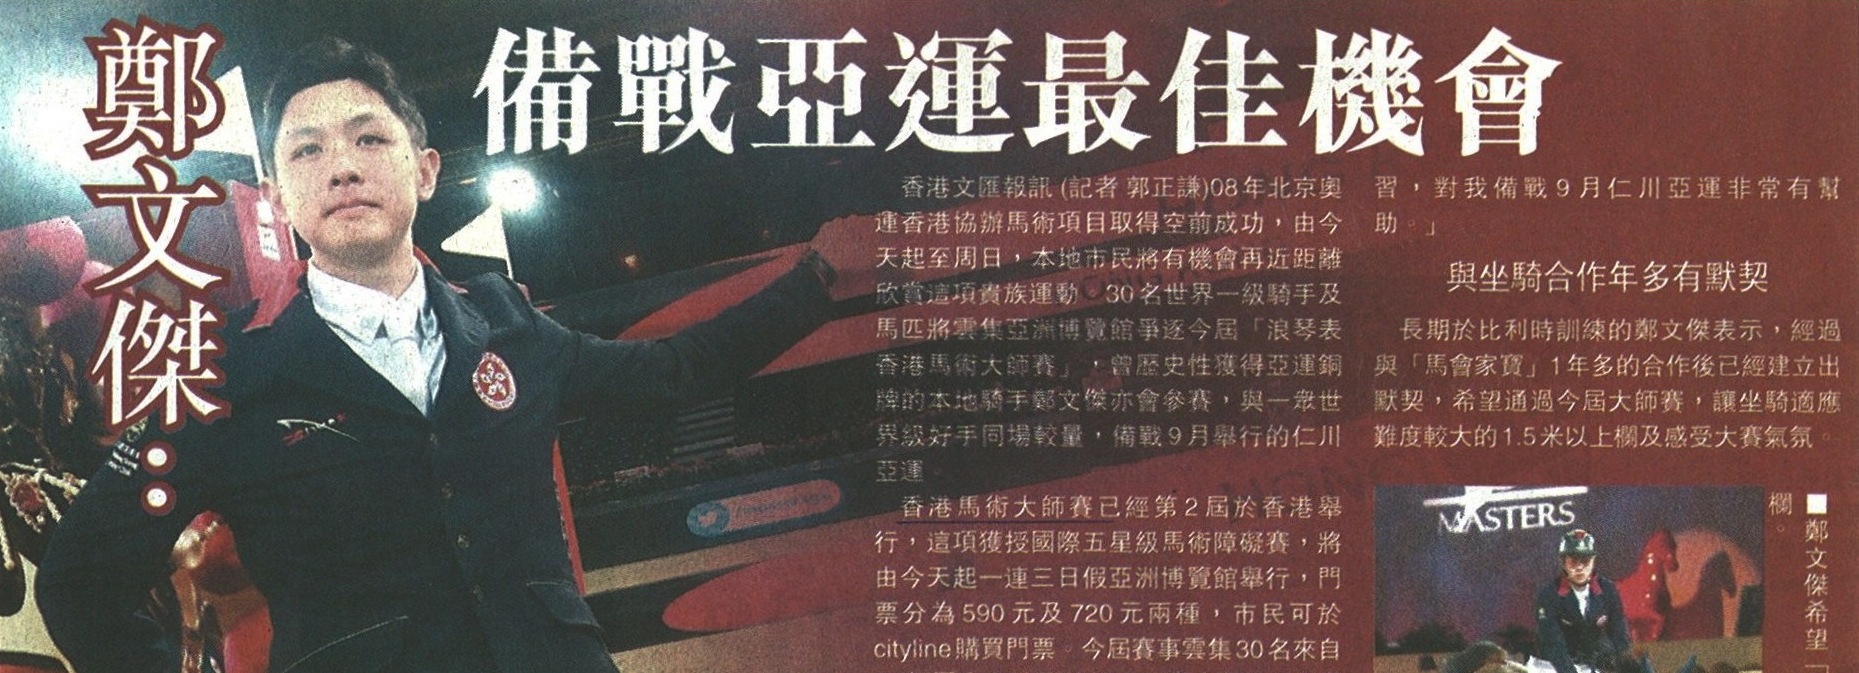 鄭文傑：
備戰亞運最佳機會
香港文匯報訊 (記者 郭正謙)08年北京奧
運香港協辦馬術項目取得空前成功，由今
天起至周日，本地市民將有機會再近距離
欣賞這項貴族運動　30名世界一級騎手及
馬匹將雲集亞洲博覽館爭逐今屆「浪琴表
香港馬術大師賽」，曾歷史性獲得亞運銅
牌的本地騎手鄭文傑亦會參賽，與一眾世
界級好手同場較量，備戰9月舉行的仁川
亞運。
香港馬術大師賽已經第2屆於香港舉
行，這項獲授國際五星級馬術障礙賽，將
由今天起一連三日假亞洲博覽館舉行，門
票分為590元及720元兩種，市民可於
cityline購買門票。今屆賽事雲集30名來自
習，對我備戰9月仁川亞運非常有幫
助。」
與坐騎合作年多有默契
長期於比利時訓練的鄭文傑表示，經過
與「馬會家寶」1年多的合作後已經建立出
默契，希望通過今屆大師賽，讓坐騎適應
難度較大的1.5米以上欄及感受大賽氣氛。
MASTERS
■鄭文傑希望「
欄。